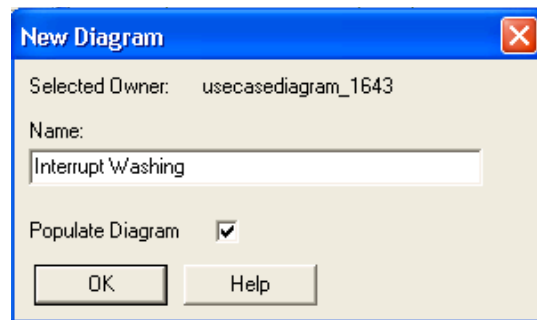 New Diagram
Selected Owner: usecasediagram_1643
Name:
Interrupt Washing
Populate Diagram
OK Help